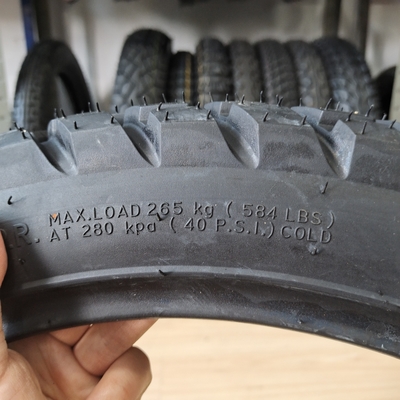 R. MAX.LOAD 265 kg ( 584 LBS)
AT 280 kpa ( 40 P.S.I.) COLD